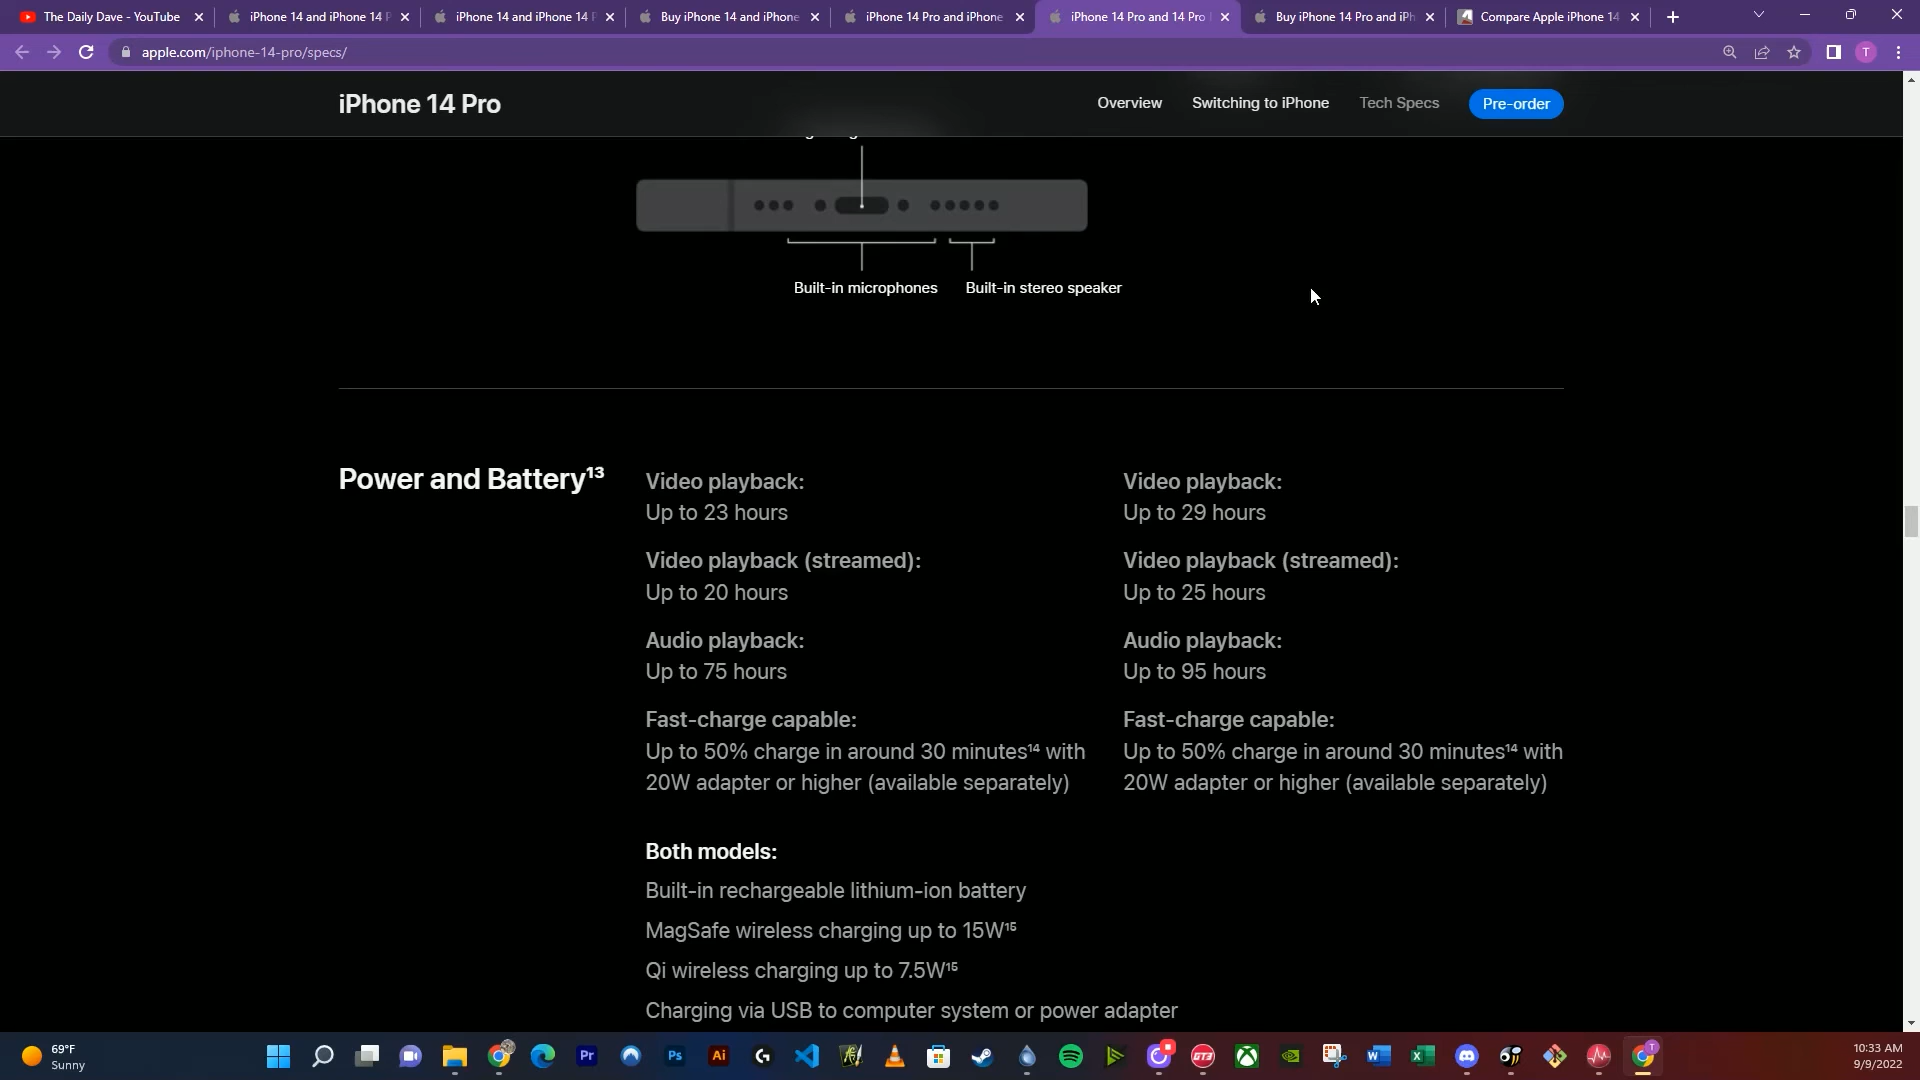 The Daily Dave - YouTube
iPhone 14 and iPhone 14 P
iPhone 14 and iPhone 14 P
Buy iPhone 14 and iPhone
iPhone 14 Pro and iPhone
iPhone 14 Pro and 14 Pro
Buy iPhone 14 Pro and iPh
Compare Apple iPhone 14
apple.com/iphone-14-pro/specs/
T
iPhone 14 Pro
Overview
Switching to iPhone
Tech Specs
Pre-order
Built-in microphones
Built-in stereo speaker
Power and Battery¹³
Video playback:
Up to 23 hours
Video playback (streamed):
Up to 20 hours
Audio playback:
Up to 75 hours
Fast-charge capable:
Up to 50% charge in around 30 minutes¹⁴ with
20W adapter or higher (available separately)
Video playback:
Up to 29 hours
Video playback (streamed):
Up to 25 hours
Audio playback:
Up to 95 hours
Fast-charge capable:
Up to 50% charge in around 30 minutes¹⁴ with
20W adapter or higher (available separately)
Both models:
Built-in rechargeable lithium-ion battery
MagSafe wireless charging up to 15W¹⁵
Qi wireless charging up to 7.5W¹⁵
Charging via USB to computer system or power adapter
69°F
Sunny
Pr
Ps
Ai
GT3
10:33 AM
9/9/2022